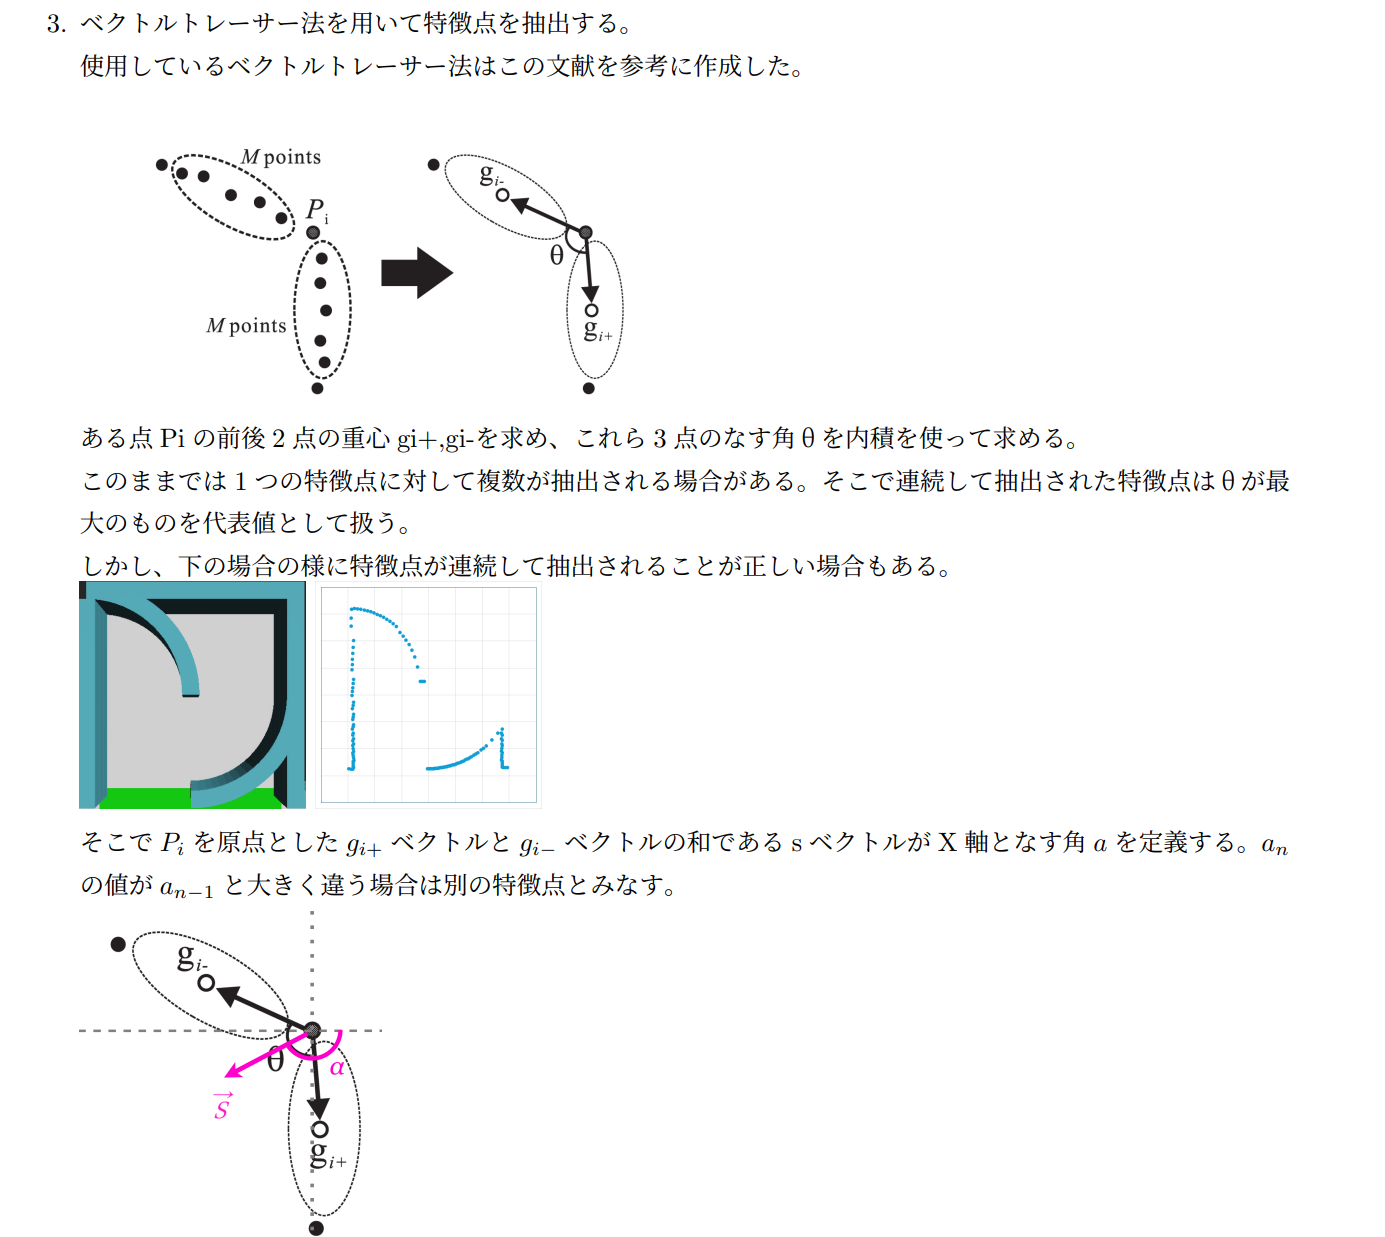 3. ベクトルトレーサー法を用いて特徴点を抽出する。
使用しているベクトルトレーサー法はこの文献を参考に作成した。
M points
Pi
M points
gi-
θ
gi+
ある点 Pi の前後 2 点の重心 gi+,gi-を求め、これら 3 点のなす角 θ を内積を使って求める。
このままでは 1 つの特徴点に対して複数が抽出される場合がある。そこで連続して抽出された特徴点は θ が最
大のものを代表値として扱う。
しかし、下の場合の様に特徴点が連続して抽出されることが正しい場合もある。
そこで Pi を原点とした gi+ ベクトルと gi− ベクトルの和である s ベクトルが X 軸となす角 a を定義する。an
の値が an−1 と大きく違う場合は別の特徴点とみなす。
gi-
θ
α
s
gi+